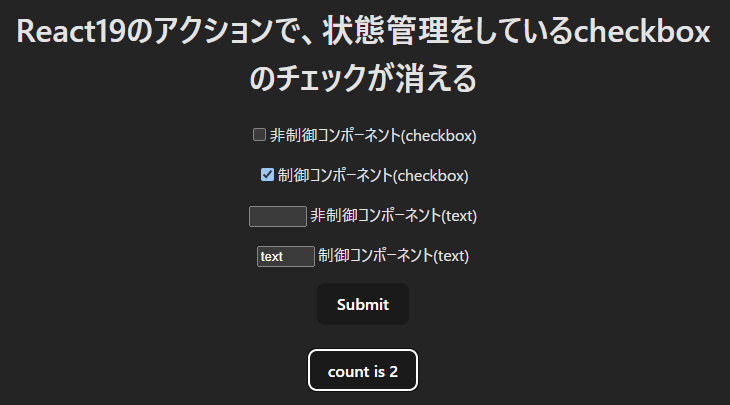 React19のアクションで、状態管理をしているcheckbox
のチェックが消える
非制御コンポーネント(checkbox)
制御コンポーネント(checkbox)
非制御コンポーネント(text)
text 制御コンポーネント(text)
Submit
count is 2